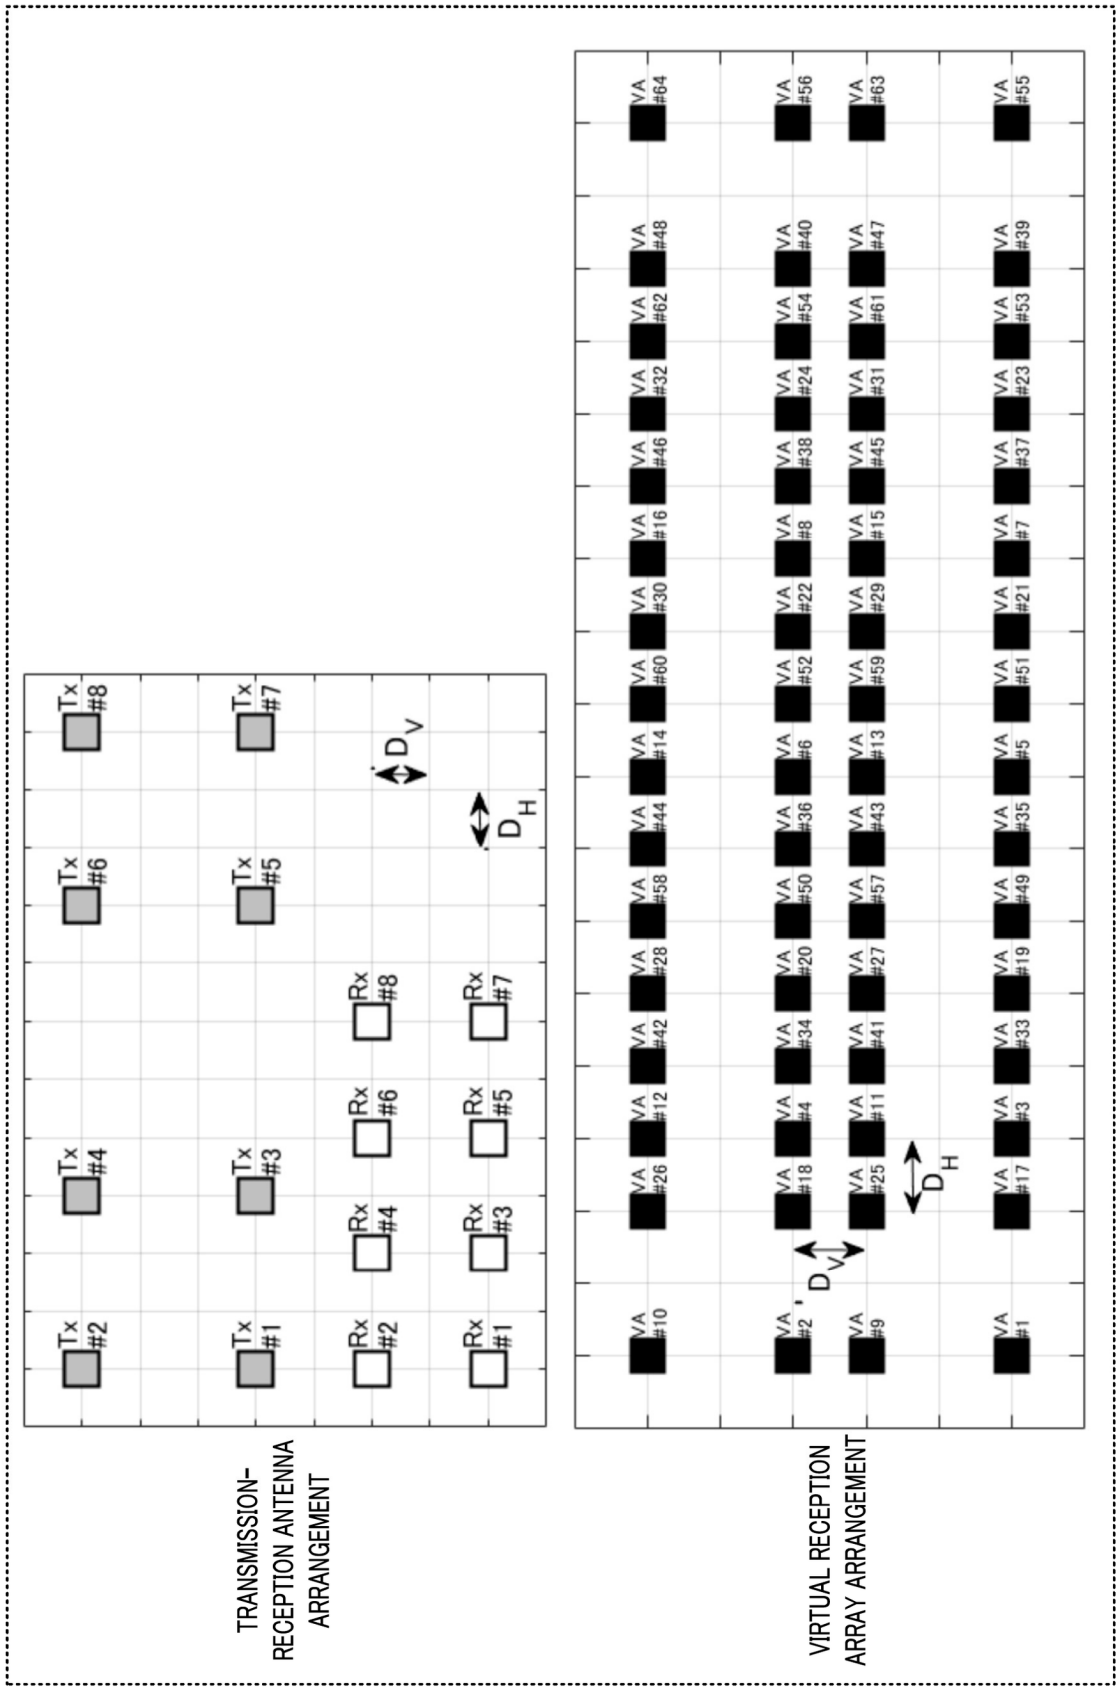 TRANSMISSION-
RECEPTION ANTENNA
ARRANGEMENT
Tx Tx Tx Tx
#2 #4 #6 #8
Tx Tx Tx Tx
#1 #3 #5 #7
Rx Rx Rx Rx
#2 #4 #6 #8
DV
Rx Rx Rx Rx
#1 #3 #5 #7
DH
VIRTUAL RECEPTION
ARRAY ARRANGEMENT
VA VA VA VA VA VA VA VA VA VA VA VA VA VA VA VA
#10 #26 #12 #42 #28 #58 #44 #14 #60 #30 #16 #46 #32 #62 #48 #64
VA VA VA VA VA VA VA VA VA VA VA VA VA VA VA VA
#2 #18 #4 #34 #20 #50 #36 #6 #52 #22 #8 #38 #24 #54 #40 #56
DV
VA VA VA VA VA VA VA VA VA VA VA VA VA VA VA VA
#9 #25 #11 #41 #27 #57 #43 #13 #59 #29 #15 #45 #31 #61 #47 #63
DH
VA VA VA VA VA VA VA VA VA VA VA VA VA VA VA VA
#1 #17 #3 #33 #19 #49 #35 #5 #51 #21 #7 #37 #23 #53 #39 #55